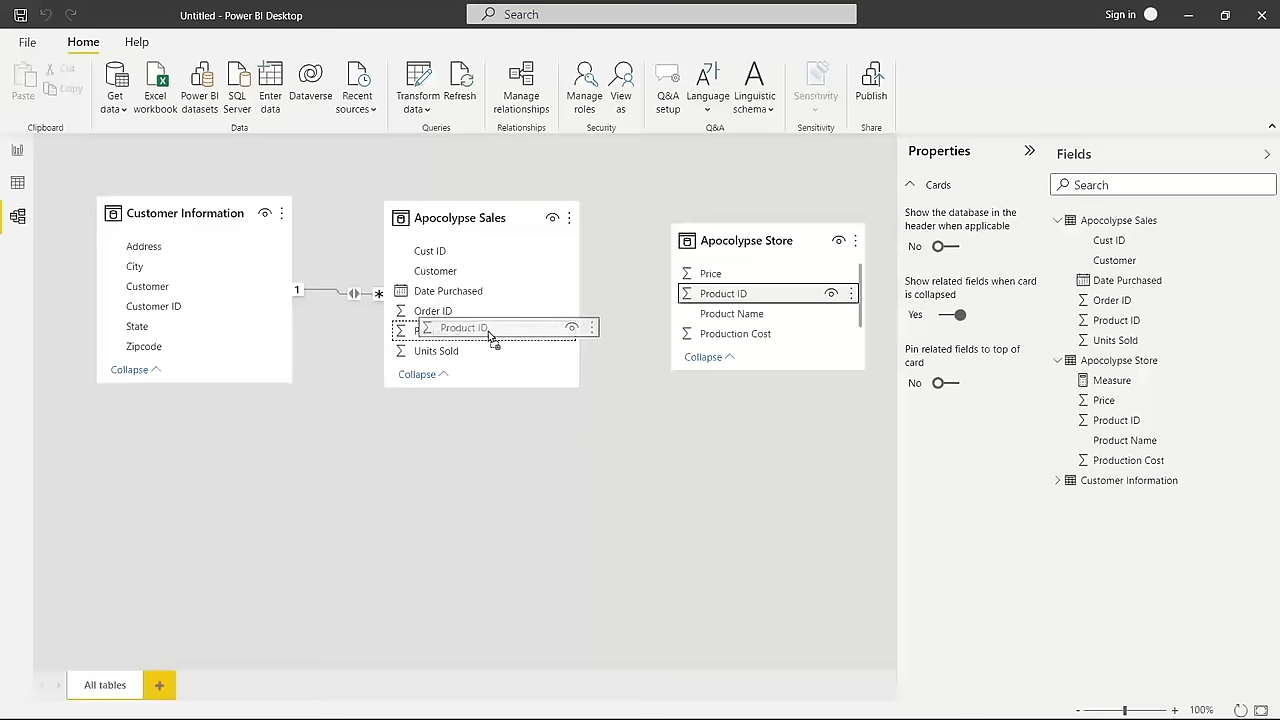 Untitled - Power BI Desktop
Search
Sign in
File
Home
Help
Paste
Cut
Copy
Clipboard
Get data
Excel workbook
Power BI datasets
SQL Server
Enter data
Dataverse
Recent sources
Data
Transform data
Refresh
Queries
Manage relationships
Relationships
Manage roles
View as
Security
Q&A setup
Language
Linguistic schema
Q&A
Sensitivity
Sensitivity
Publish
Share
Customer Information
Address
City
Customer
Customer ID
State
Zipcode
Collapse
1
*
Apocolypse Sales
Cust ID
Customer
Date Purchased
Order ID
Product ID
Units Sold
Collapse
Apocolypse Store
Price
Product ID
Product Name
Production Cost
Collapse
Properties
Cards
Show the database in the
header when applicable
No
Show related fields when card
is collapsed
Yes
Pin related fields to top of
card
No
Fields
Search
Apocolypse Sales
Cust ID
Customer
Date Purchased
Order ID
Product ID
Units Sold
Apocolypse Store
Measure
Price
Product ID
Product Name
Production Cost
Customer Information
All tables
- + 100%